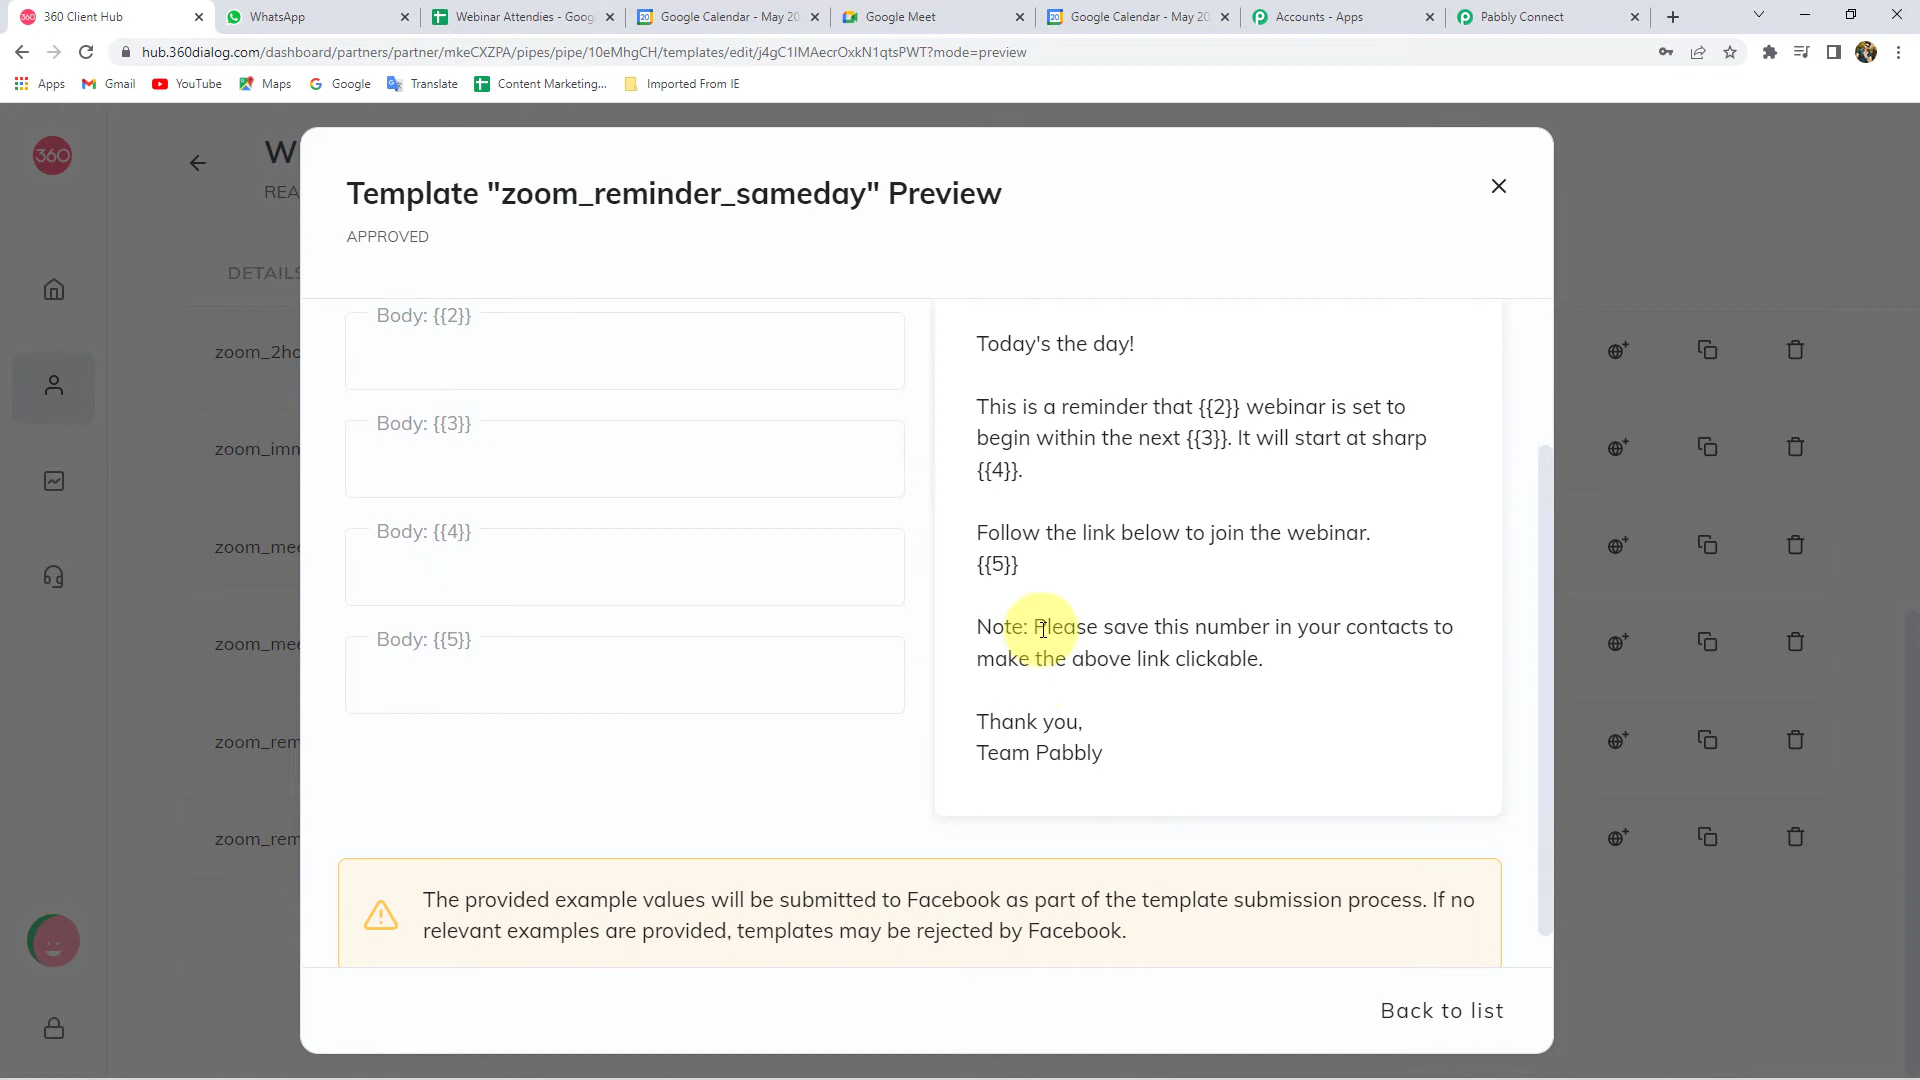 360 Client Hub
WhatsApp
Webinar Attendies - Goog
Google Calendar - May 20
Google Meet
Google Calendar - May 20
Accounts - Apps
Pabbly Connect
hub.360dialog.com/dashboard/partners/partner/mkeCXZPA/pipes/pipe/10eMhgCH/templates/edit/j4gC1IMAecrOxkN1qtsPWT?mode=preview
Apps
Gmail
YouTube
Maps
Google
Translate
Content Marketing...
Imported From IE
360
W
REA
DETAILS
Template "zoom_reminder_sameday" Preview
APPROVED
Body: {{2}}
Body: {{3}}
Body: {{4}}
Body: {{5}}
Today's the day!
This is a reminder that {{2}} webinar is set to
begin within the next {{3}}. It will start at sharp
{{4}}.
Follow the link below to join the webinar.
{{5}}
Note: Please save this number in your contacts to
make the above link clickable.
Thank you,
Team Pabbly
zoom_2ho
zoom_imm
zoom_mee
zoom_mee
zoom_rem
zoom_rem
The provided example values will be submitted to Facebook as part of the template submission process. If no
relevant examples are provided, templates may be rejected by Facebook.
Back to list